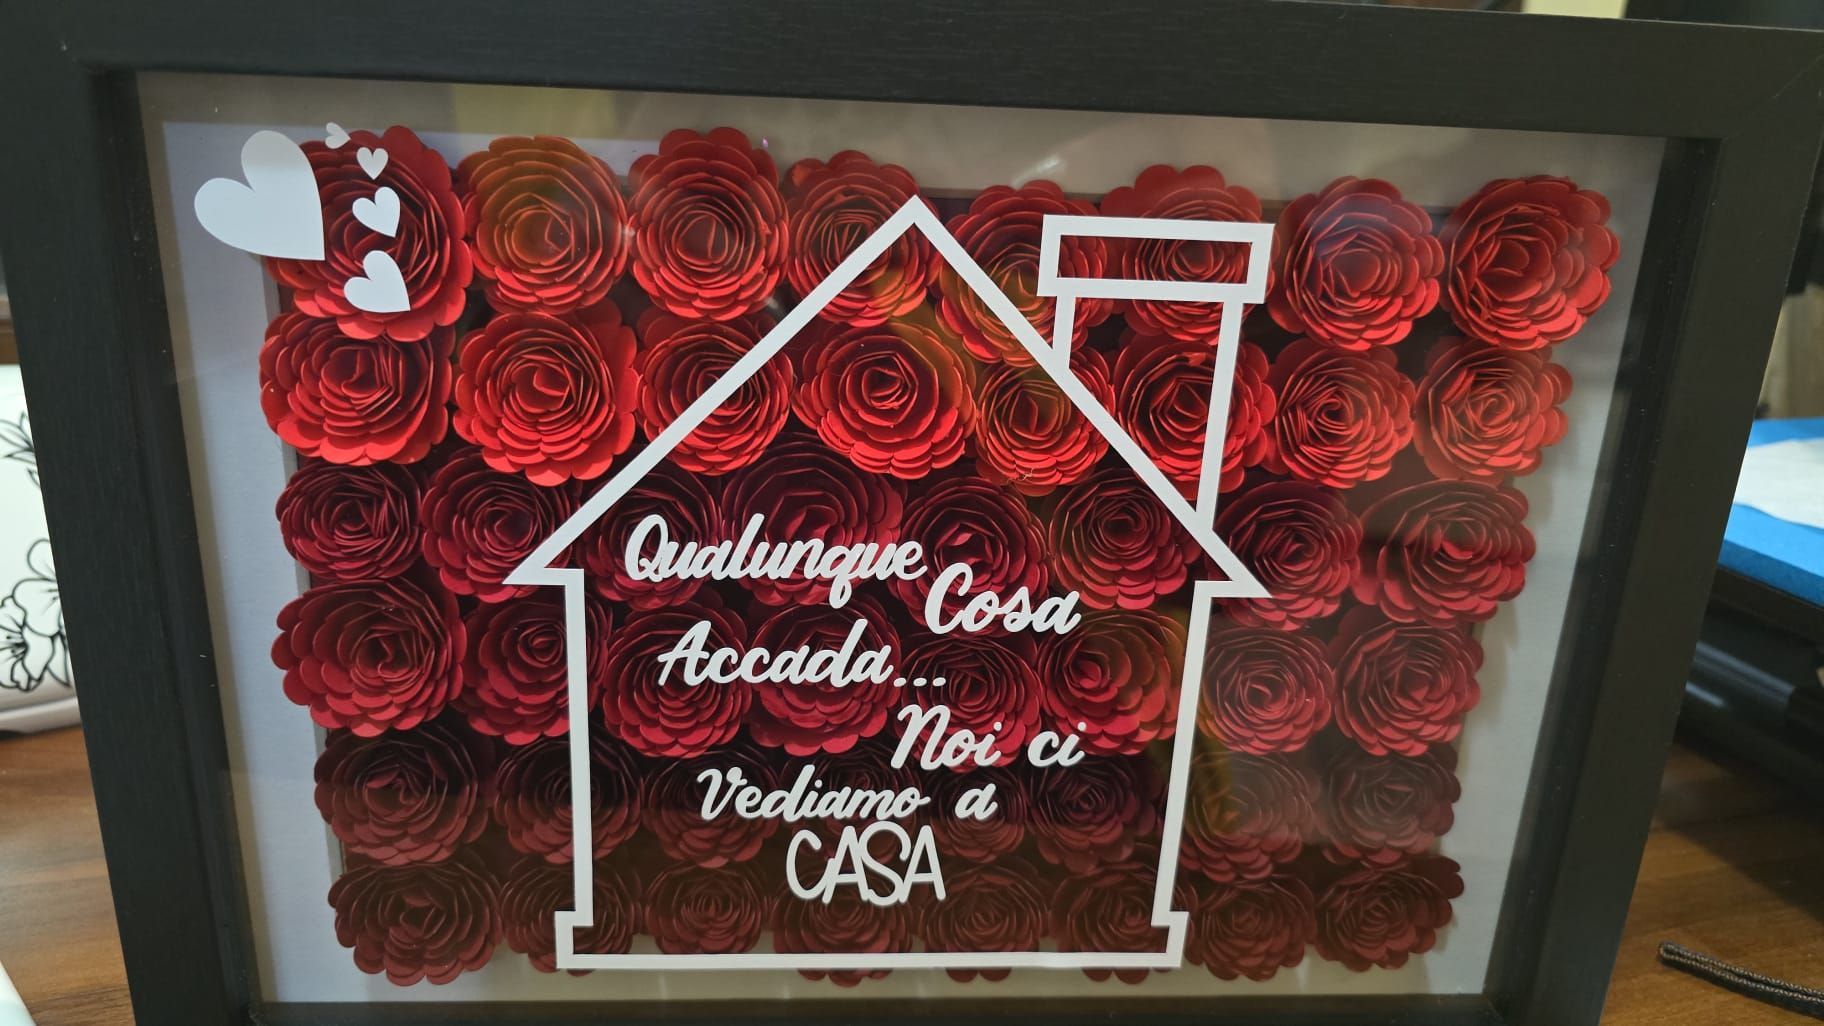 Qualunque
Cosa
Accada...
Noi ci
Vediamo a
CASA